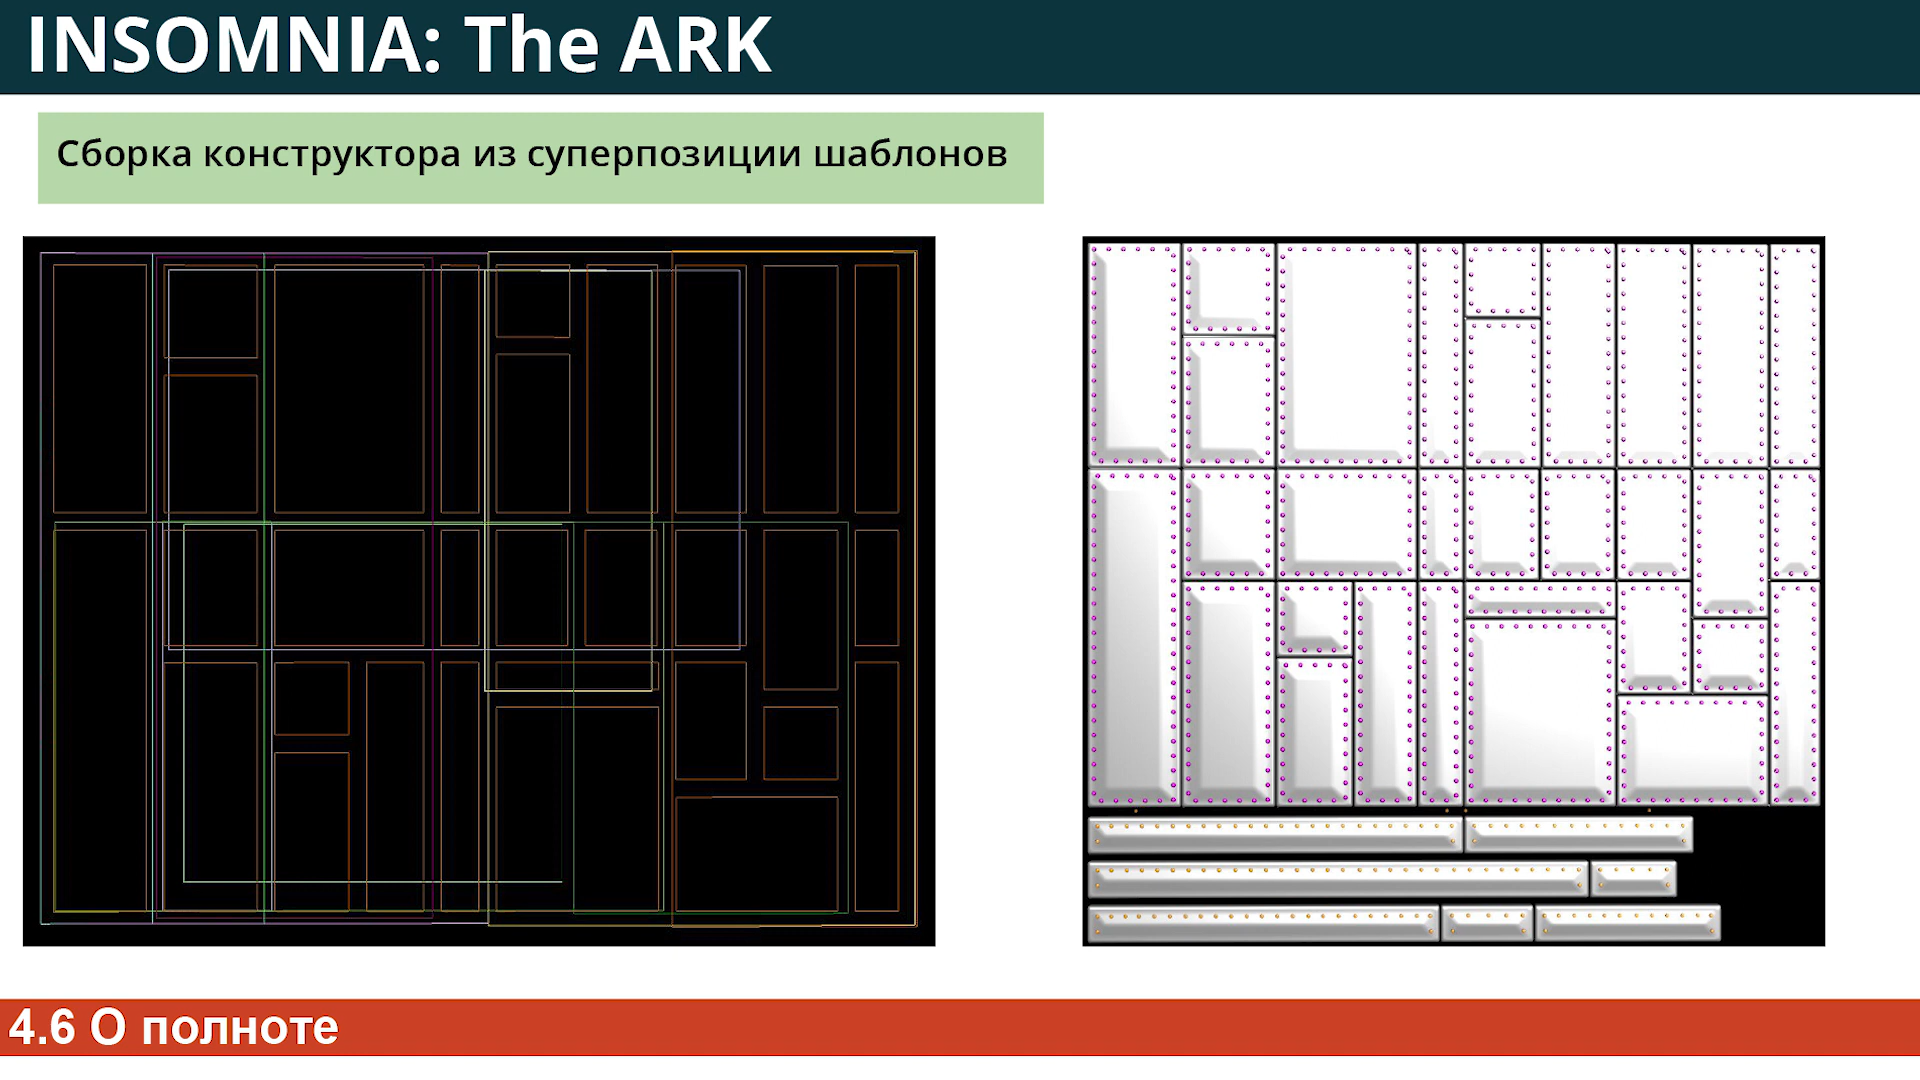 INSOMNIA: The ARK
Сборка конструктора из суперпозиции шаблонов
4.6 О полноте